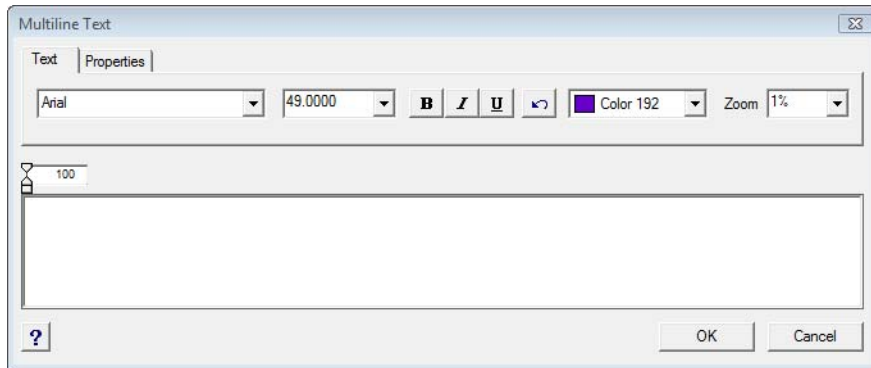 Multiline Text
Text Properties
Arial 49.0000 B I U Color 192 Zoom 1%
100
? OK Cancel